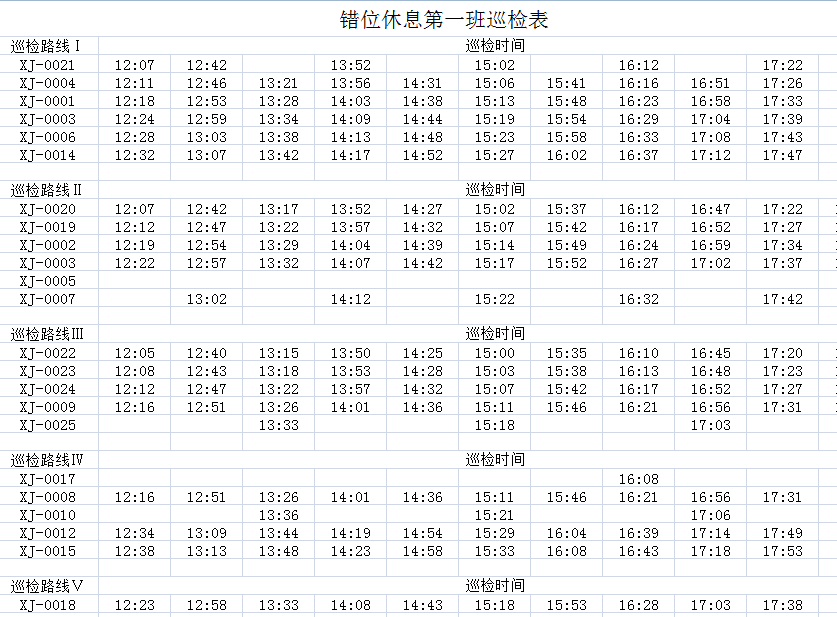 错位休息第一班巡检表
巡检路线Ⅰ 巡检时间
XJ-0021 12:07 12:42 13:52 15:02 16:12 17:22
XJ-0004 12:11 12:46 13:21 13:56 14:31 15:06 15:41 16:16 16:51 17:26
XJ-0001 12:18 12:53 13:28 14:03 14:38 15:13 15:48 16:23 16:58 17:33
XJ-0003 12:24 12:59 13:34 14:09 14:44 15:19 15:54 16:29 17:04 17:39
XJ-0006 12:28 13:03 13:38 14:13 14:48 15:23 15:58 16:33 17:08 17:43
XJ-0014 12:32 13:07 13:42 14:17 14:52 15:27 16:02 16:37 17:12 17:47
巡检路线Ⅱ 巡检时间
XJ-0020 12:07 12:42 13:17 13:52 14:27 15:02 15:37 16:12 16:47 17:22
XJ-0019 12:12 12:47 13:22 13:57 14:32 15:07 15:42 16:17 16:52 17:27
XJ-0002 12:19 12:54 13:29 14:04 14:39 15:14 15:49 16:24 16:59 17:34
XJ-0003 12:22 12:57 13:32 14:07 14:42 15:17 15:52 16:27 17:02 17:37
XJ-0005
XJ-0007 13:02 14:12 15:22 16:32 17:42
巡检路线Ⅲ 巡检时间
XJ-0022 12:05 12:40 13:15 13:50 14:25 15:00 15:35 16:10 16:45 17:20
XJ-0023 12:08 12:43 13:18 13:53 14:28 15:03 15:38 16:13 16:48 17:23
XJ-0024 12:12 12:47 13:22 13:57 14:32 15:07 15:42 16:17 16:52 17:27
XJ-0009 12:16 12:51 13:26 14:01 14:36 15:11 15:46 16:21 16:56 17:31
XJ-0025 13:33 15:18 17:03
巡检路线Ⅳ 巡检时间
XJ-0017 16:08
XJ-0008 12:16 12:51 13:26 14:01 14:36 15:11 15:46 16:21 16:56 17:31
XJ-0010 13:36 15:21 17:06
XJ-0012 12:34 13:09 13:44 14:19 14:54 15:29 16:04 16:39 17:14 17:49
XJ-0015 12:38 13:13 13:48 14:23 14:58 15:33 16:08 16:43 17:18 17:53
巡检路线Ⅴ 巡检时间
XJ-0018 12:23 12:58 13:33 14:08 14:43 15:18 15:53 16:28 17:03 17:38